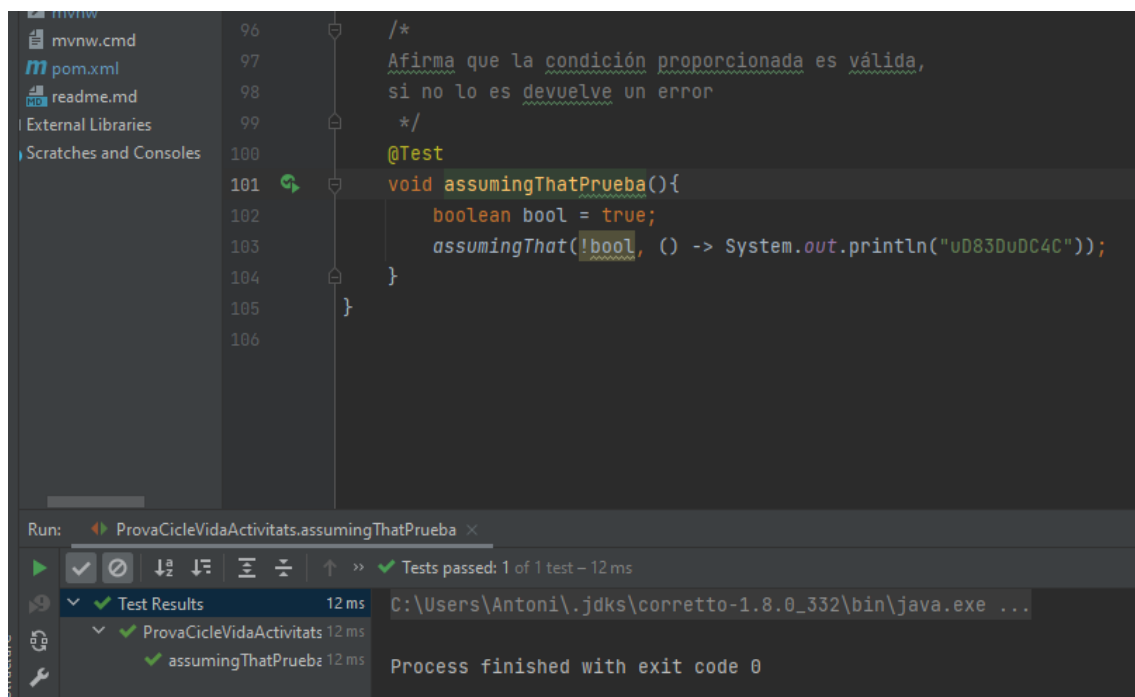 mvnw
mvnw.cmd
pom.xml
MD readme.md
External Libraries
Scratches and Consoles
96 /*
97 Afirma que la condición proporcionada es válida,
98 si no lo es devuelve un error
99 */
100 @Test
101 void assumingThatPrueba(){
102 boolean bool = true;
103 assumingThat(!bool, () -> System.out.println("uD83DuDC4C"));
104 }
105 }
106
Run: ProvaCicleVidaActivitats.assumingThatPrueba ×
Tests passed: 1 of 1 test – 12 ms
Test Results 12 ms
ProvaCicleVidaActivitats 12 ms
assumingThatPrueba 12 ms
C:\Users\Antoni\.jdks\corretto-1.8.0_332\bin\java.exe ...
Process finished with exit code 0